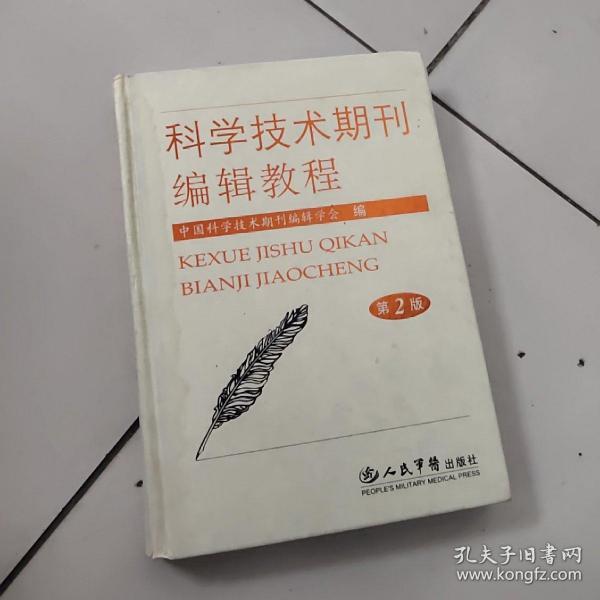 科学技术期刊
编辑教程
中国科学技术期刊编辑学会 编
KEXUE JISHU QIKAN
BIANJI JIAOCHENG
第2版
人民军医出版社
PEOPLE'S MILITARY MEDICAL PRESS
孔夫子旧书网
www.kongfz.com